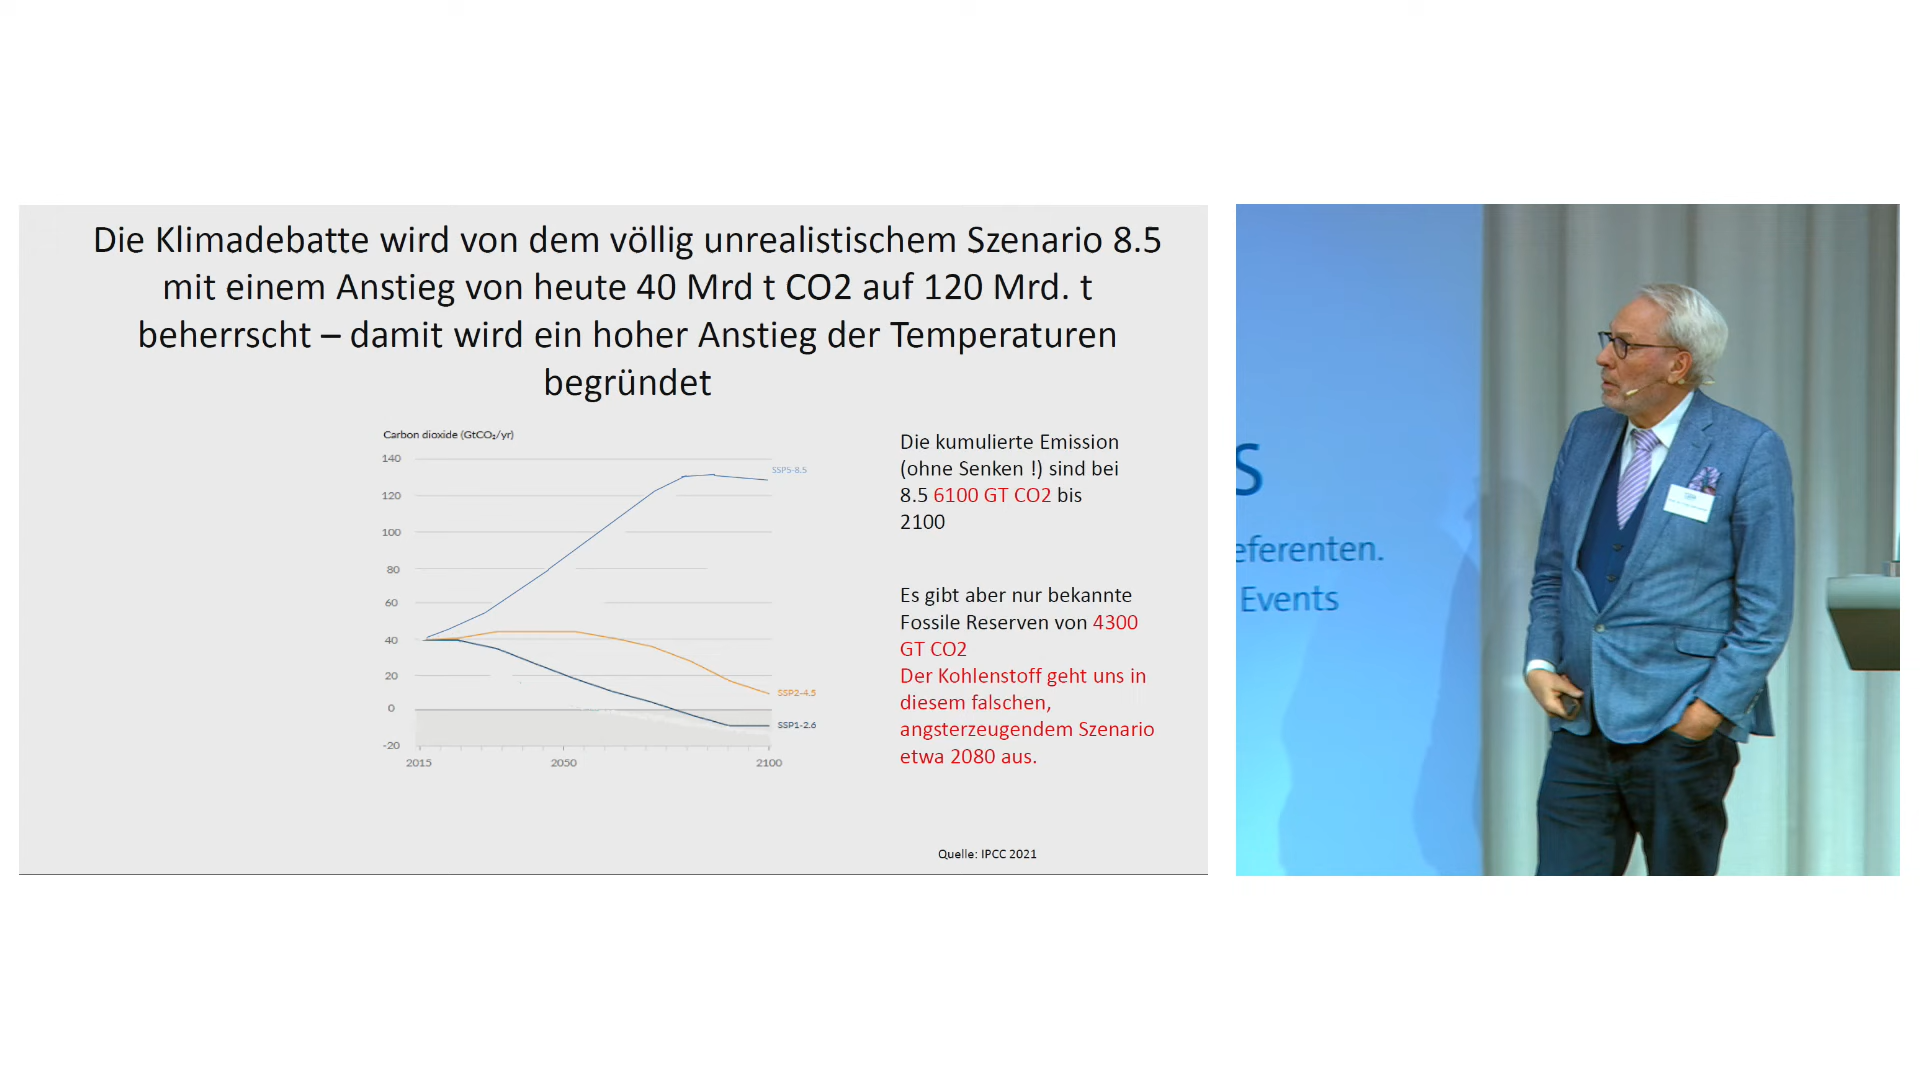 Die Klimadebatte wird von dem völlig unrealistischem Szenario 8.5
mit einem Anstieg von heute 40 Mrd t CO2 auf 120 Mrd. t
beherrscht – damit wird ein hoher Anstieg der Temperaturen
begründet
Carbon dioxide (GtCO₂/yr)
140
120
100
80
60
40
20
0
-20
2015
2050
2100
SSP5-8.5
SSP2-4.5
SSP1-2.6
Die kumulierte Emission
(ohne Senken !) sind bei
8.5 6100 GT CO2 bis
2100
Es gibt aber nur bekannte
Fossile Reserven von 4300
GT CO2
Der Kohlenstoff geht uns in
diesem falschen,
angsterzeugendem Szenario
etwa 2080 aus.
Quelle: IPCC 2021
s
eferenten.
Events